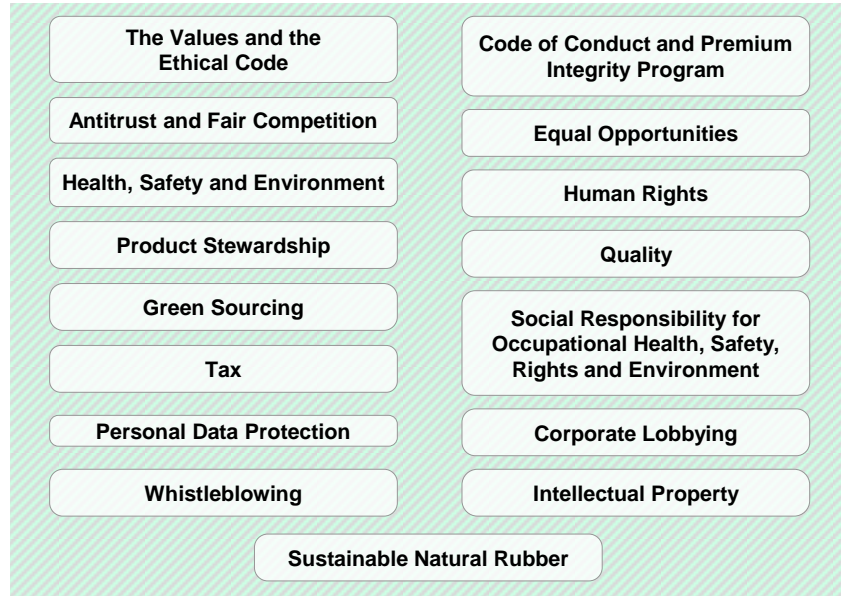 The Values and the
Ethical Code
Code of Conduct and Premium
Integrity Program
Antitrust and Fair Competition
Equal Opportunities
Health, Safety and Environment
Human Rights
Product Stewardship
Quality
Green Sourcing
Social Responsibility for
Occupational Health, Safety,
Rights and Environment
Tax
Personal Data Protection
Corporate Lobbying
Whistleblowing
Intellectual Property
Sustainable Natural Rubber